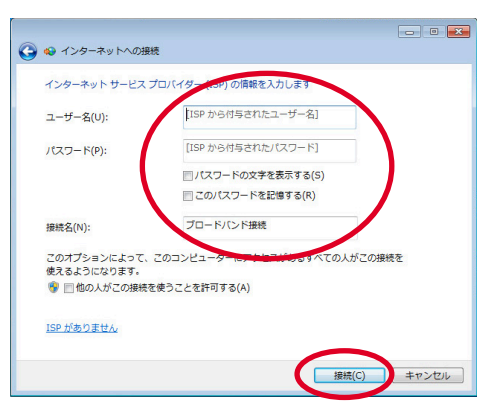 インターネットへの接続
インターネット サービス プロバイダー (ISP) の情報を入力します
ユーザー名(U):
[ISP から付与されたユーザー名]
パスワード(P):
[ISP から付与されたパスワード]
パスワードの文字を表示する(S)
このパスワードを記憶する(R)
接続名(N):
ブロードバンド接続
このオプションによって、このコンピューターにアクセスがあるすべての人がこの接続を
使えるようになります。
他の人がこの接続を使うことを許可する(A)
ISP がありません
接続(C)
キャンセル